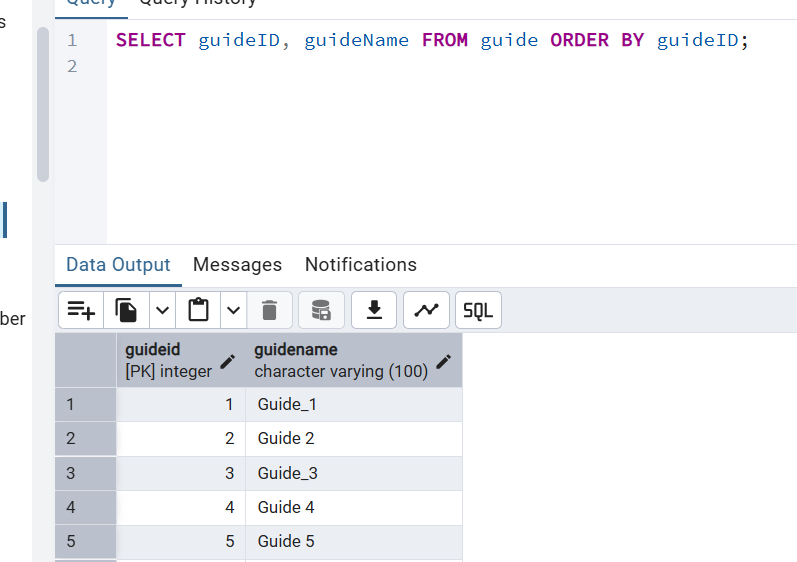 Query Query History
s
1 SELECT guideID, guideName FROM guide ORDER BY guideID;
2
ber
Data Output Messages Notifications
SQL
guideid guidename
[PK] integer character varying (100)
1 1 Guide_1
2 2 Guide 2
3 3 Guide_3
4 4 Guide 4
5 5 Guide 5